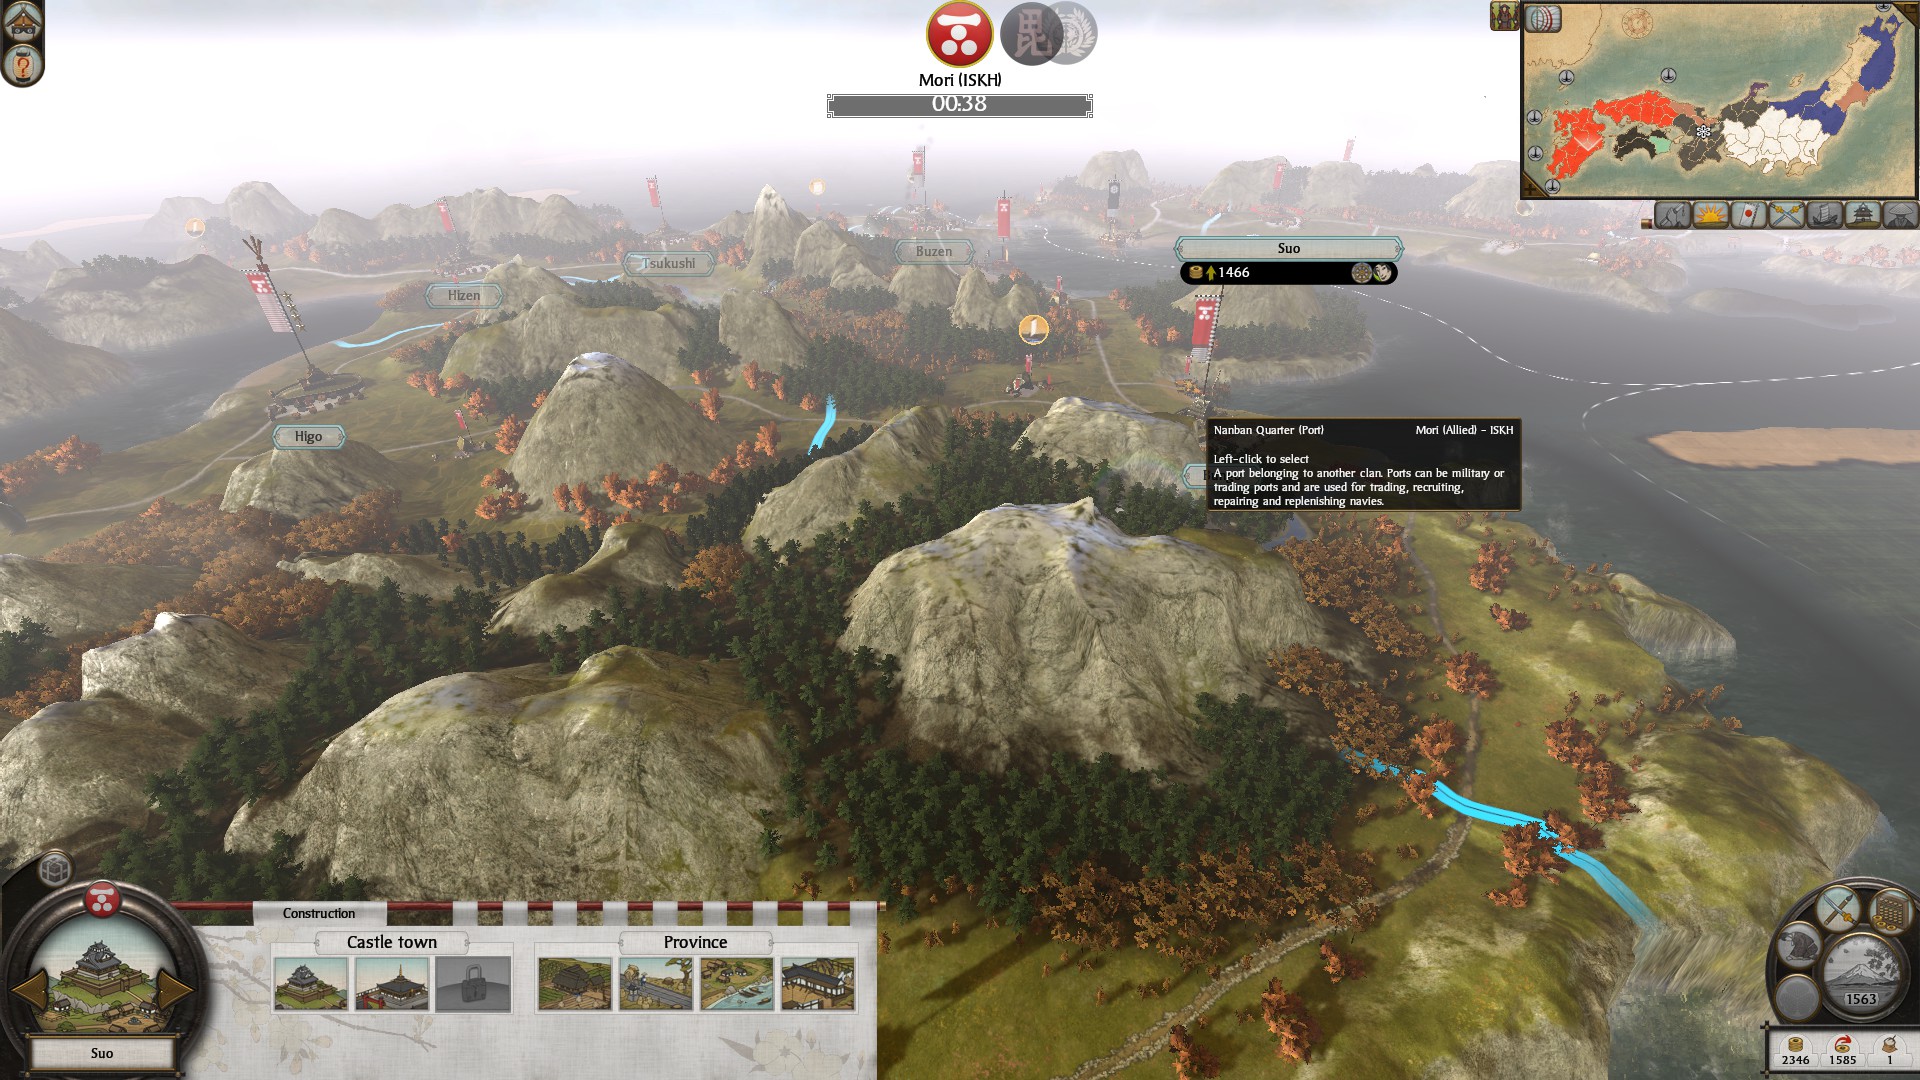 毘
Mori (ISKH)
00:38
Suo
1466
Buzen
Tsukushi
Hizen
Higo
Nanban Quarter (Port) Mori (Allied) - ISKH
Left-click to select
A port belonging to another clan. Ports can be military or
trading ports and are used for trading, recruiting,
repairing and replenishing navies.
Construction
Castle town
Province
Suo
1563
2346 1585 1